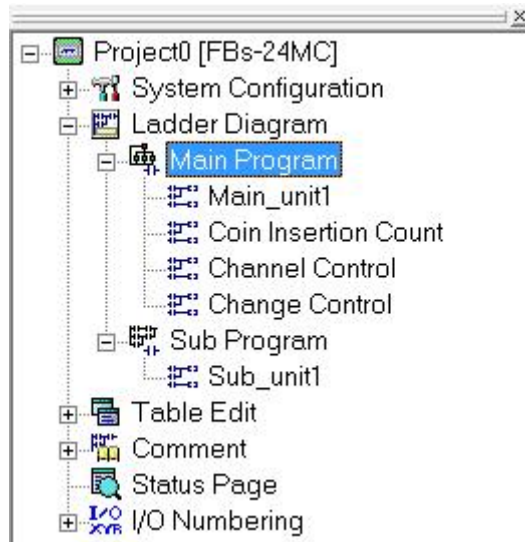 Project0 [FBs-24MC]
System Configuration
Ladder Diagram
Main Program
Main_unit1
Coin Insertion Count
Channel Control
Change Control
Sub Program
Sub_unit1
Table Edit
Comment
Status Page
I/O Numbering